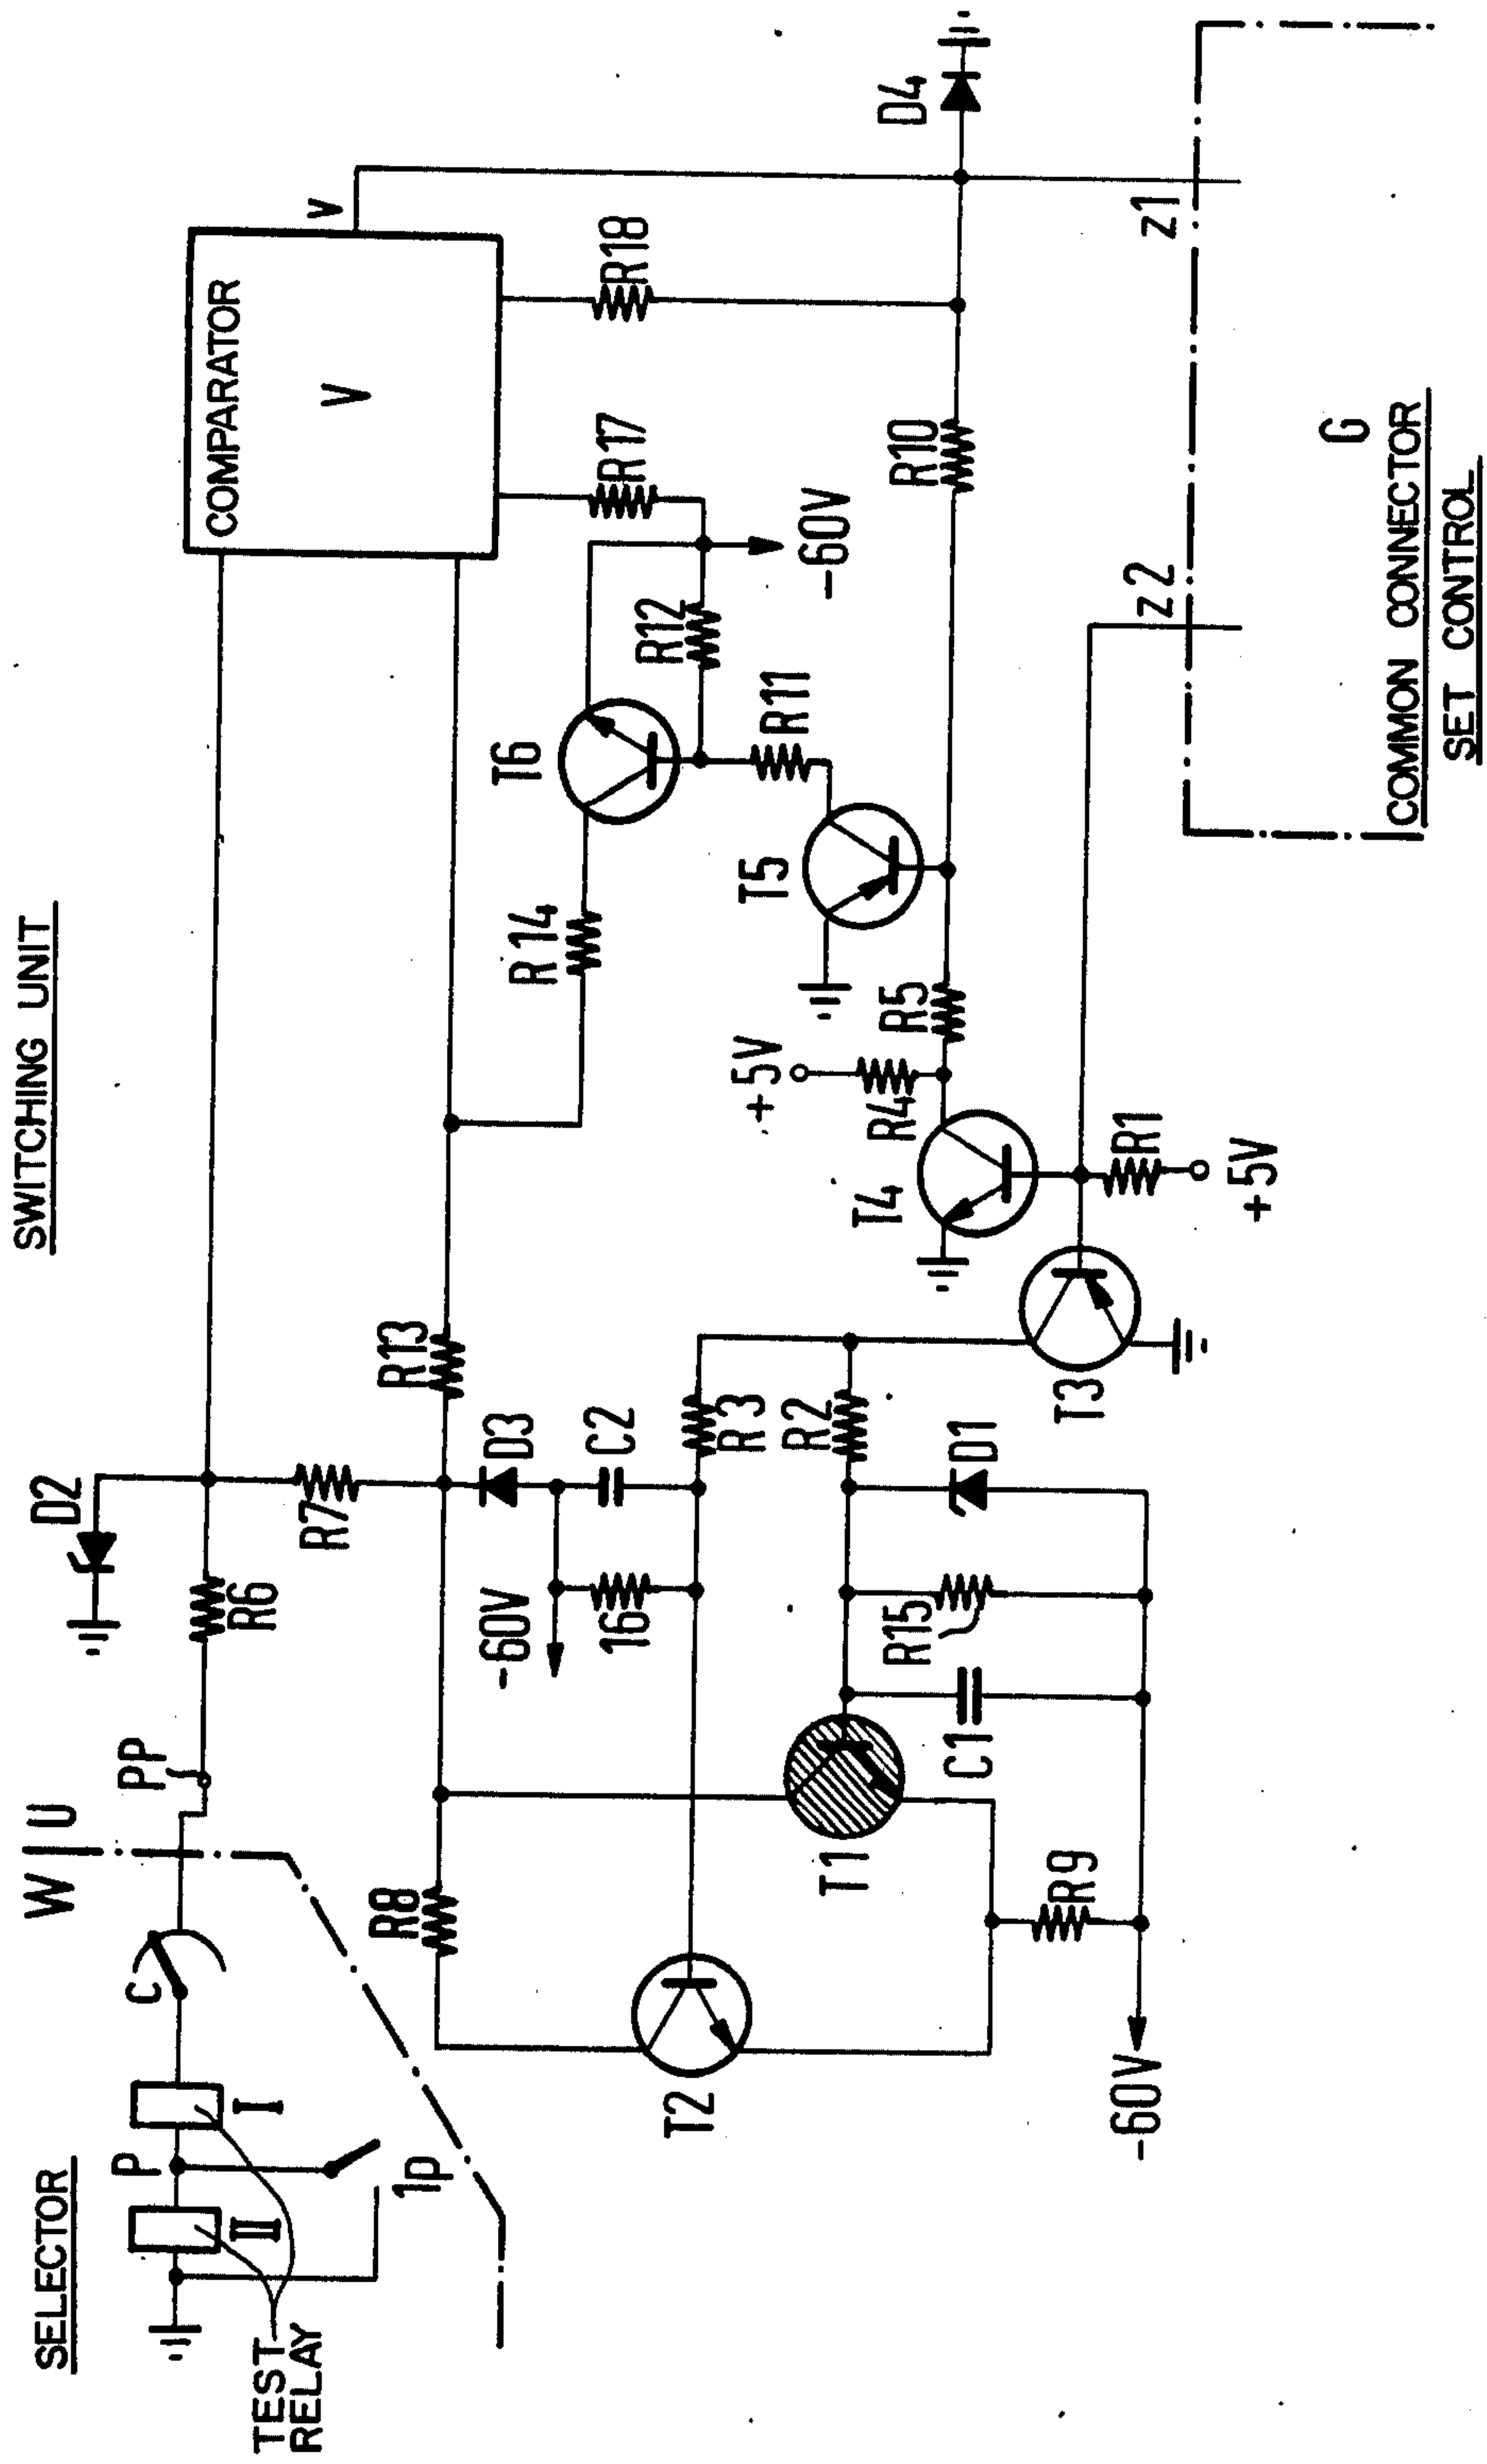 SWITCHING UNIT
SELECTOR
TEST
RELAY
II
P
I
1p
C
W | U
PP
R6
D2
R7
R8
R13
D3
C2
-60V
16
R3
R2
T2
T1
R15
D1
C1
R9
-60V
T3
T4
R1
+5V
R4
+5V
R5
R14
T5
T6
R11
R12
-60V
R17
R18
R10
COMPARATOR
V
v
D4
z1
z2
G
COMMON CONNECTOR
SET CONTROL